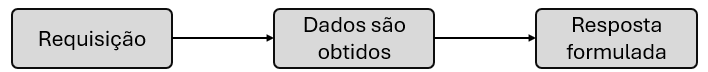 Requisição
Dados são
obtidos
Resposta
formulada